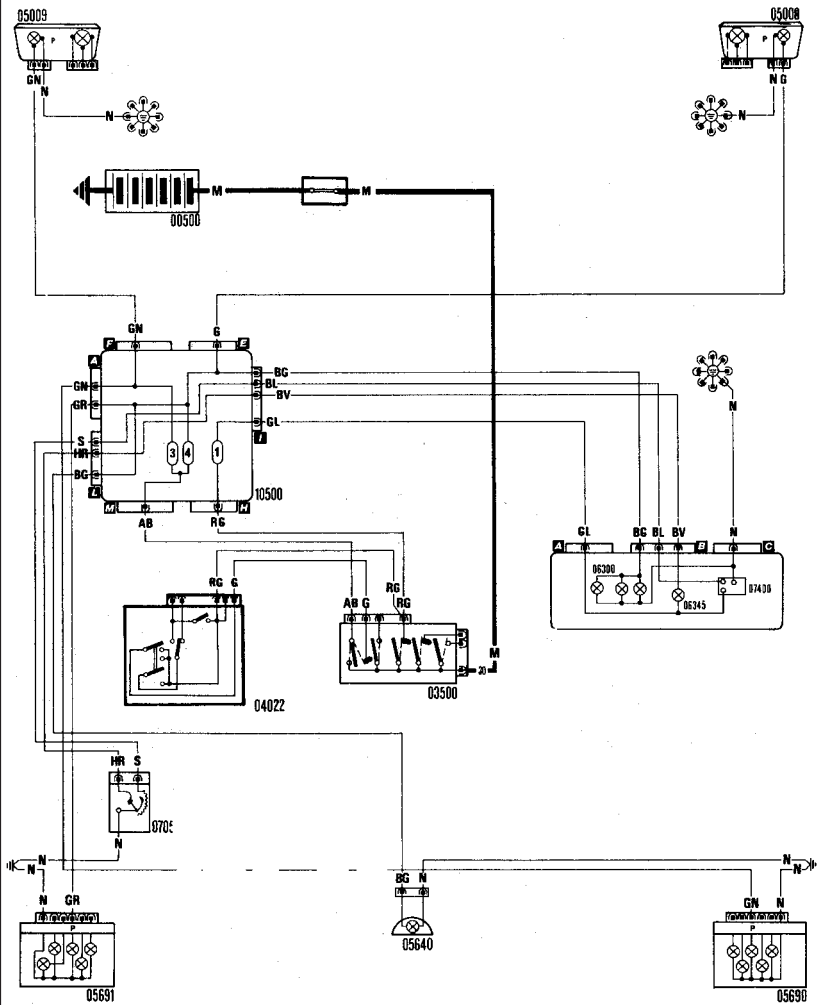 05009 05008
P P
GN N N G
N N
M M
00500
GN G
F E
A
BG
GN BL
GR BV
GL
S
HR I
3 4 1
BG
L
10500
M H
AB RG
N
GL BG BL BV N
A B C
06300
07400
06345
RG G RG
AB G RG
M
30
04022 03500
HR S
0705
N
N N
N N
N GR BG N GN N
P P
05640
05691 05690